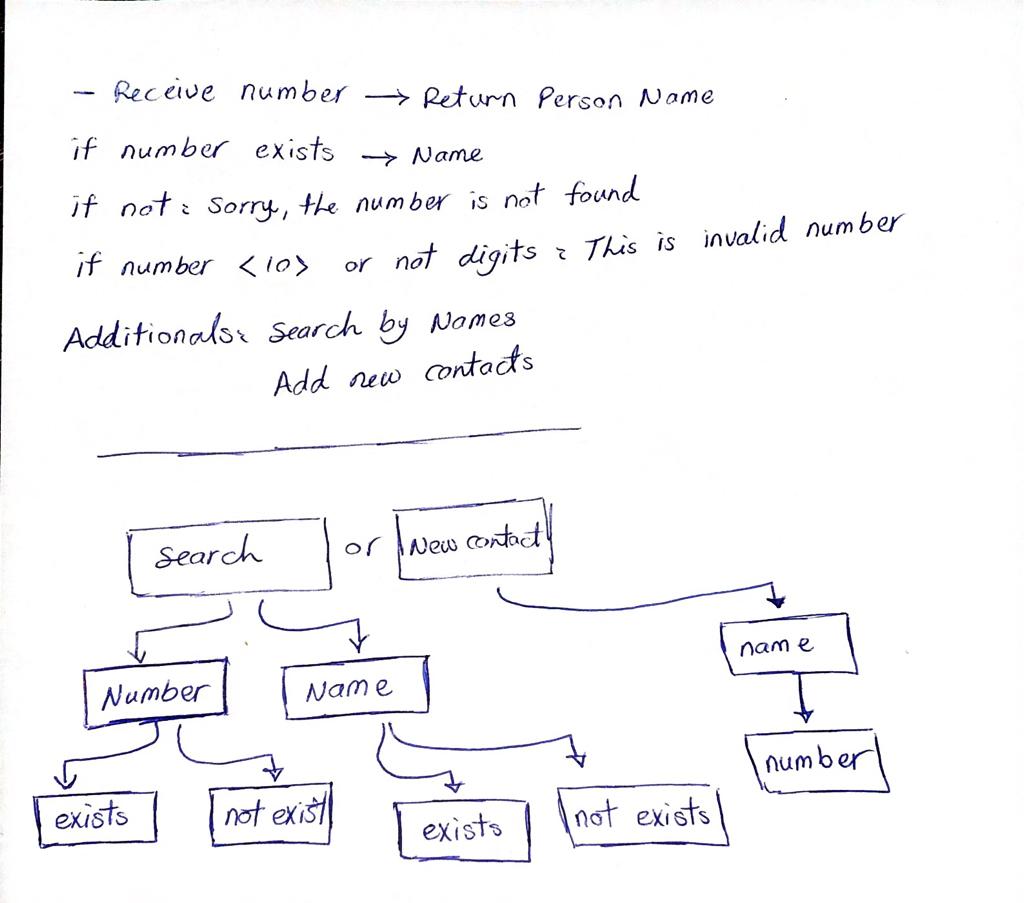 - Receive number → Return Person Name
if number exists → Name
if not : Sorry, the number is not found
if number <10> or not digits : This is invalid number
Additionals: Search by Names
Add new contacts
Search or New contact
name
Number Name
number
exists not exist exists not exists